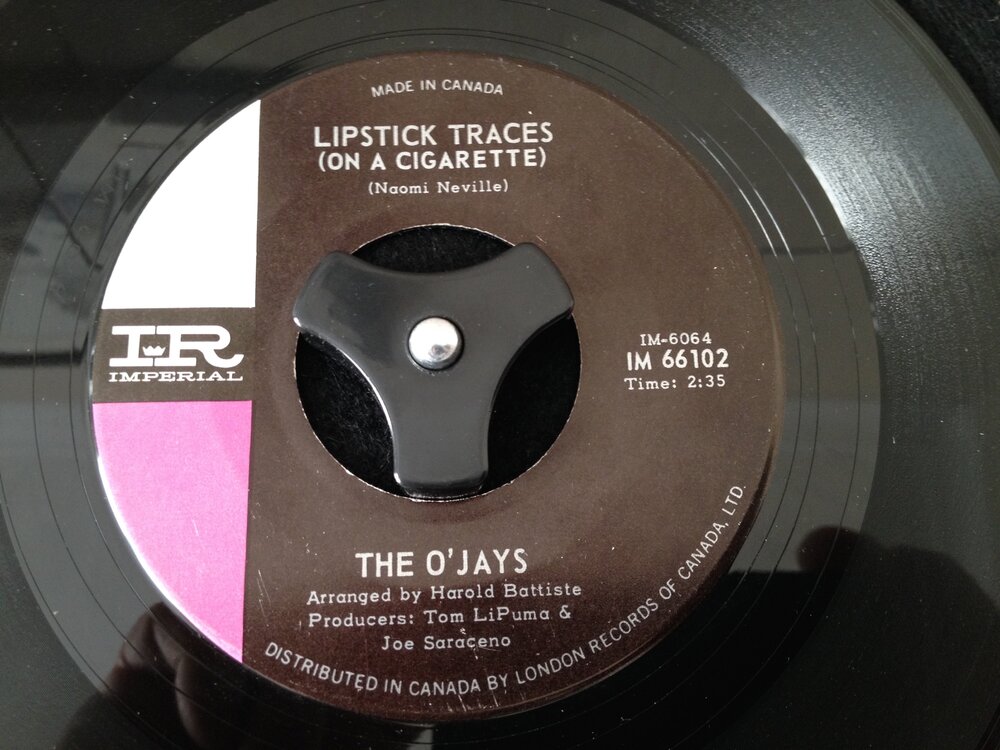 MADE IN CANADA
LIPSTICK TRACES
(ON A CIGARETTE)
(Naomi Neville)
IR
IMPERIAL
IM-6064
IM 66102
Time: 2:35
THE O'JAYS
Arranged by Harold Battiste
Producers: Tom LiPuma &
Joe Saraceno
DISTRIBUTED IN CANADA BY LONDON RECORDS OF CANADA, LTD.